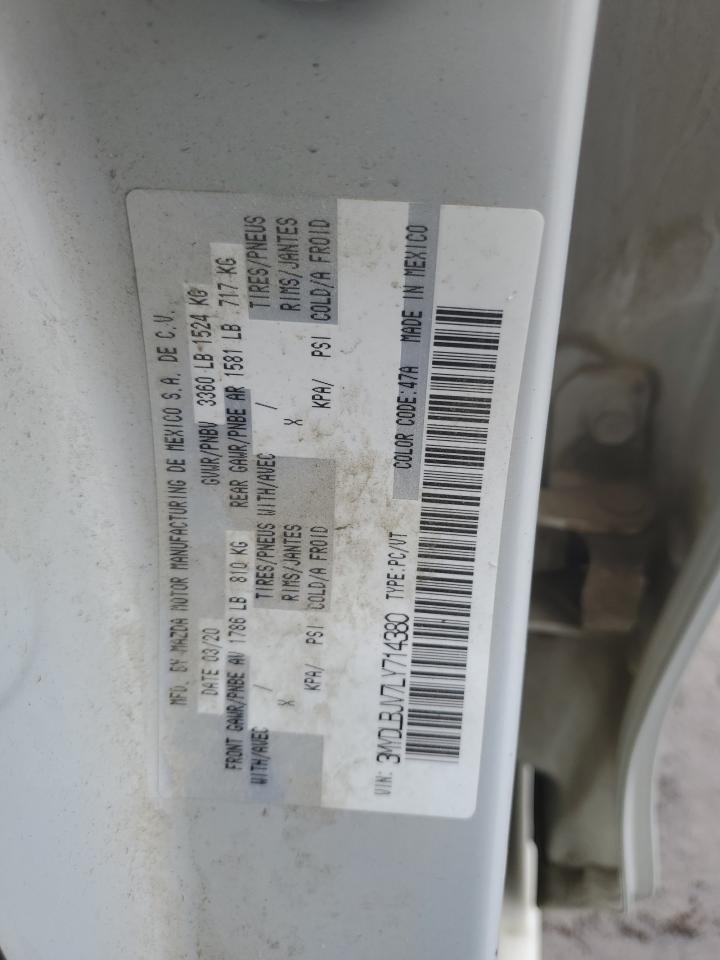 MFD. BY MAZDA MOTOR MANUFACTURING DE MEXICO S.A. DE C.V.
DATE 03/20 GVWR/PNBV 3360 LB 1524 KG
FRONT GAWR/PNBE AV 1786 LB 810 KG REAR GAWR/PNBE AR 1581 LB 717 KG
WITH/AVEC / TIRES/PNEUS WITH/AVEC / TIRES/PNEUS
X RIMS/JANTES X RIMS/JANTES
KPA/ PSI COLD/A FROID KPA/ PSI COLD/A FROID
COLOR CODE:47A MADE IN MEXICO
VIN: 3MYDLBJV7LY714380 TYPE:PC/VT